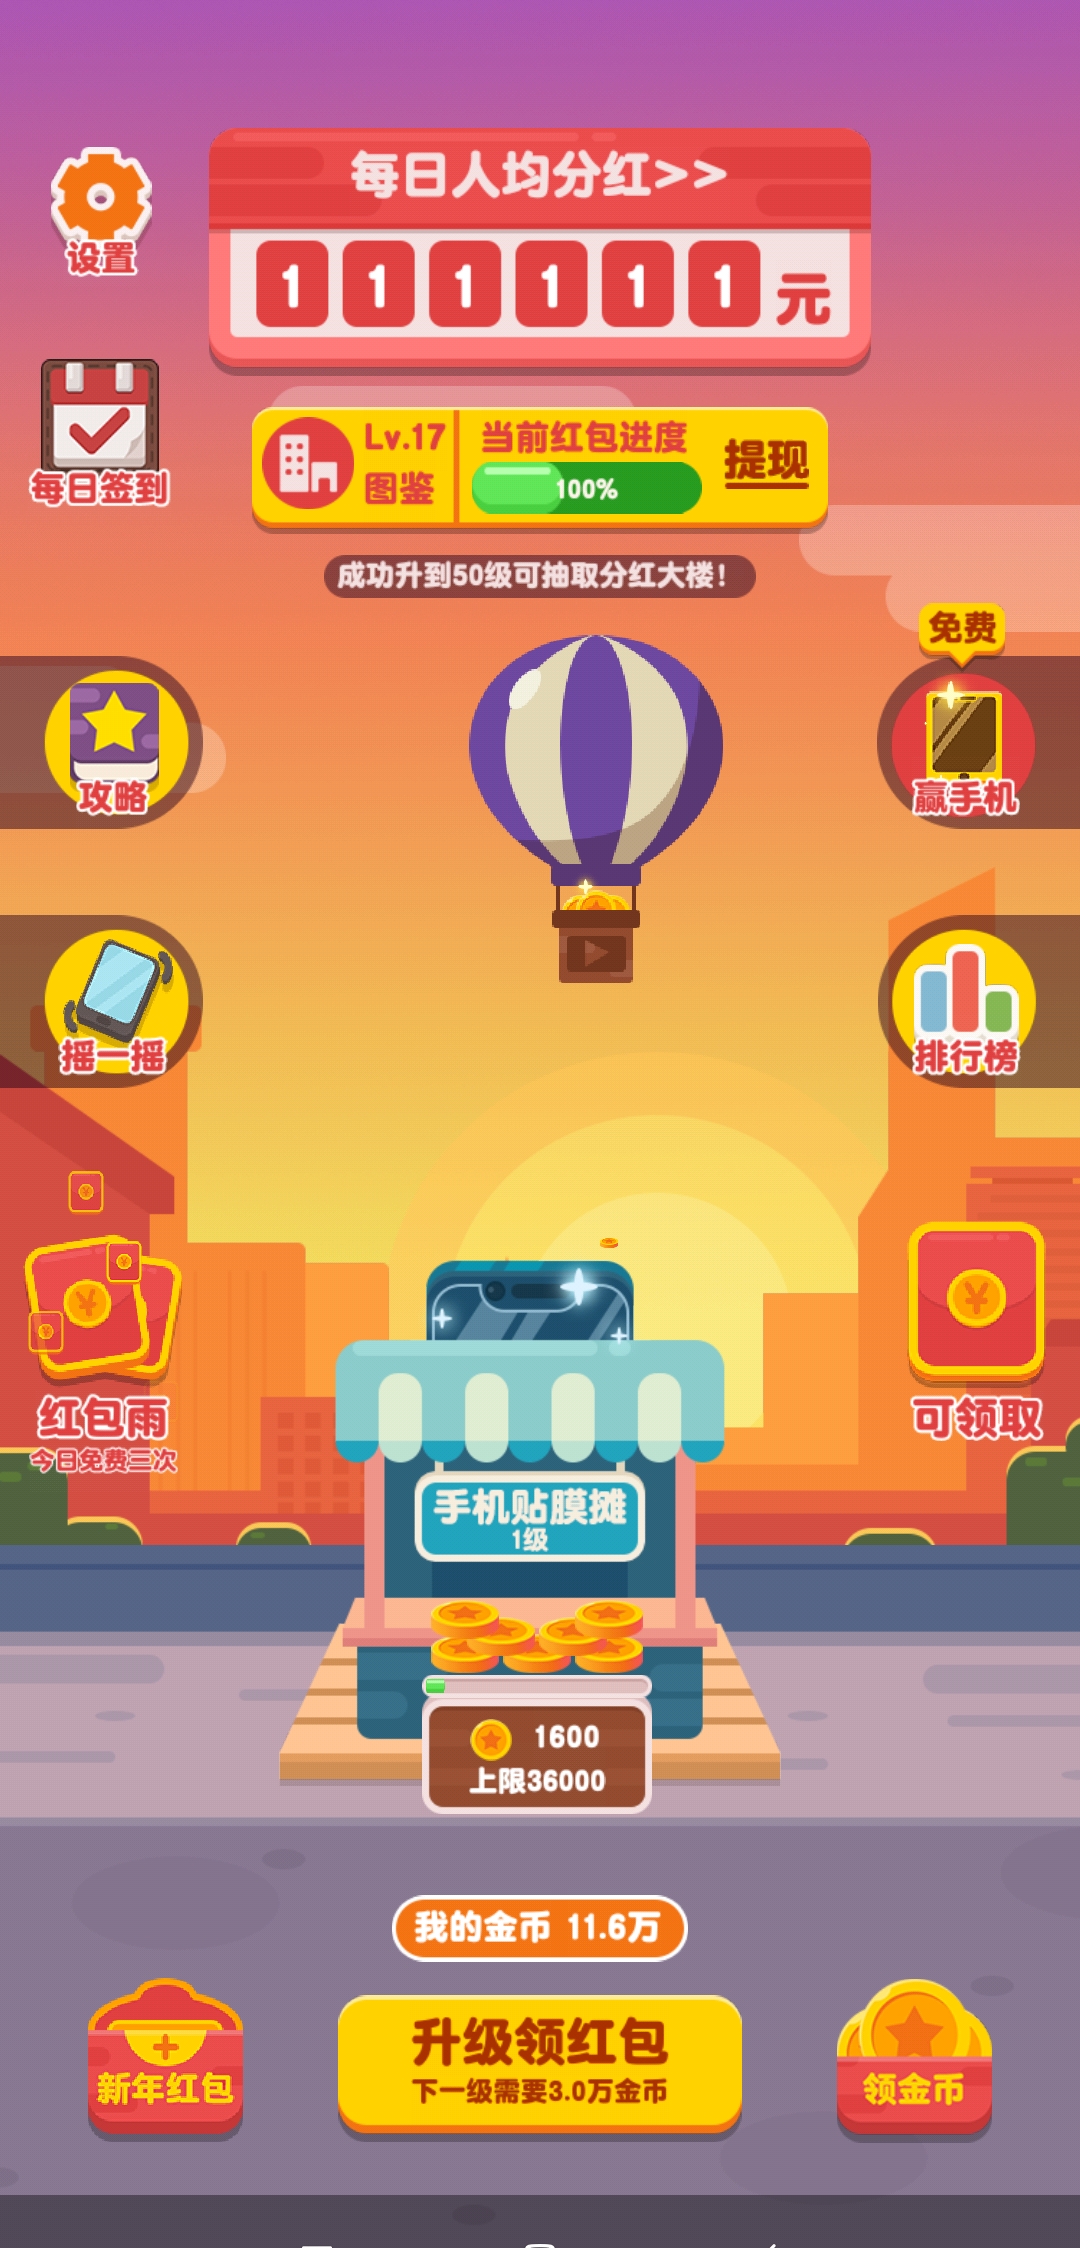 每日人均分红>>
设置
1 1 1 1 1 1 元
每日签到
Lv.17
图鉴
当前红包进度
100%
提现
成功升到50级可抽取分红大楼!
免费
攻略
赢手机
摇一摇
排行榜
红包雨
今日免费三次
可领取
手机贴膜摊
1级
1600
上限36000
我的金币 11.6万
新年红包
升级领红包
下一级需要3.0万金币
领金币